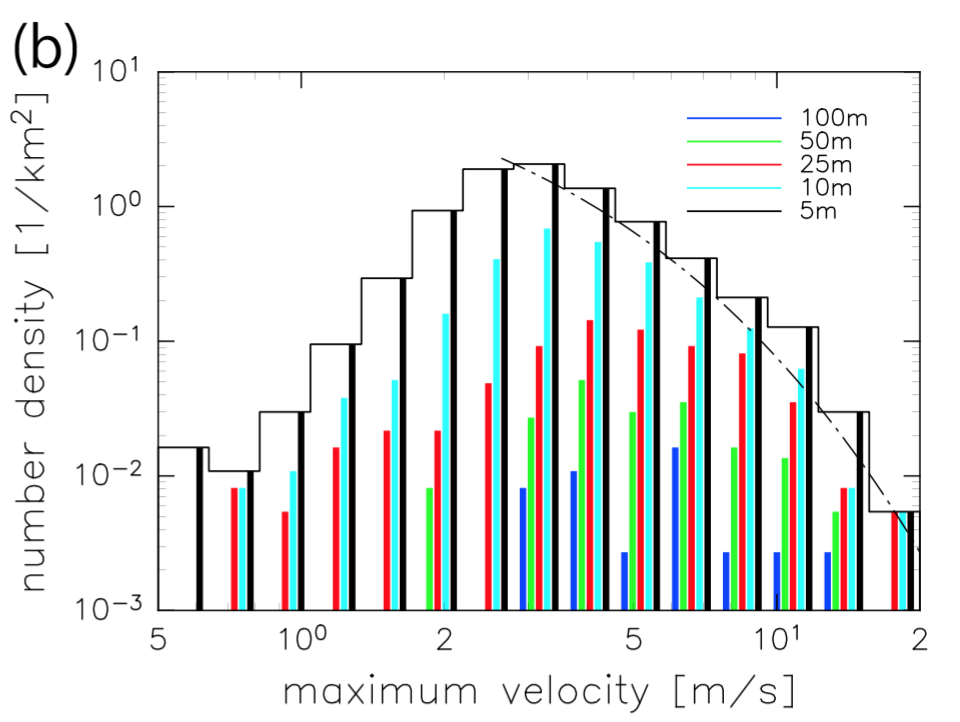 (b)
10¹
10⁰
10⁻¹
10⁻²
10⁻³
number density [1/km²]
100m
50m
25m
10m
5m
5 10⁰ 2 5 10¹ 2
maximum velocity [m/s]